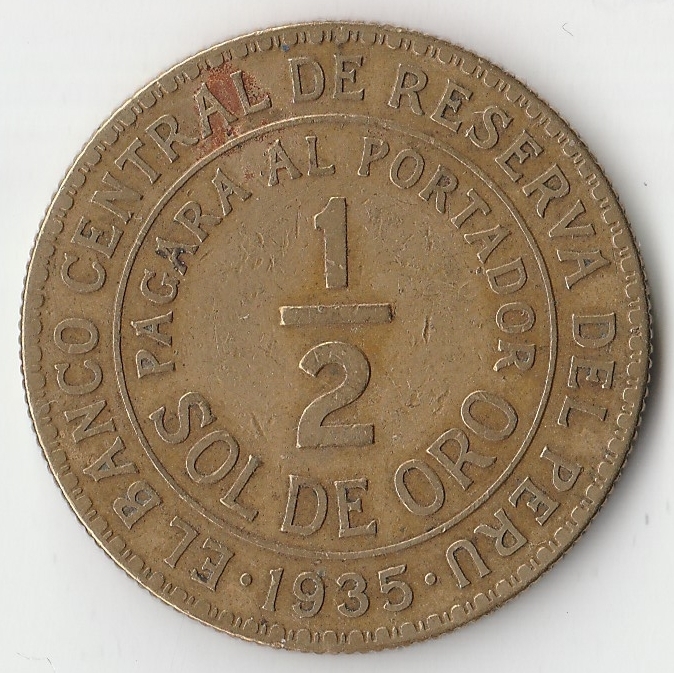 EL BANCO CENTRAL DE RESERVA DEL PERU
PAGARA AL PORTADOR
1
2
SOL DE ORO
· 1935 ·